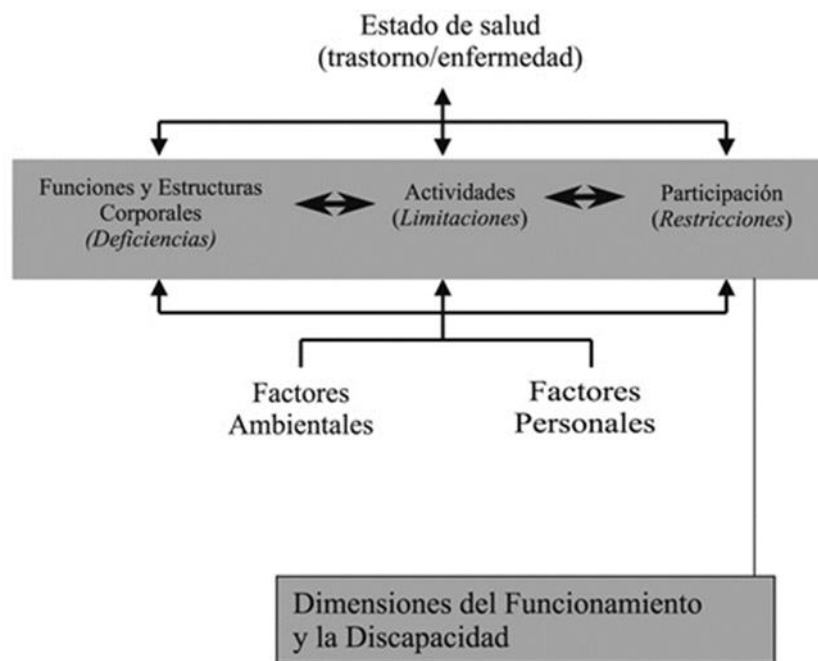 Estado de salud
(trastorno/enfermedad)
Funciones y Estructuras
Corporales
(Deficiencias)
Actividades
(Limitaciones)
Participación
(Restricciones)
Factores
Ambientales
Factores
Personales
Dimensiones del Funcionamiento
y la Discapacidad